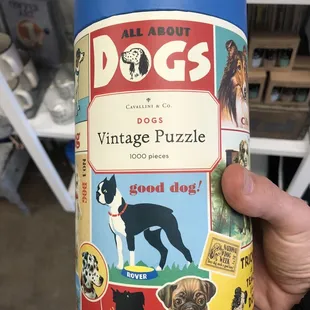 ALL ABOUT
DOGS
CAVALLINI & CO.
DOGS
Vintage Puzzle
1000 pieces
good dog!
ROVER